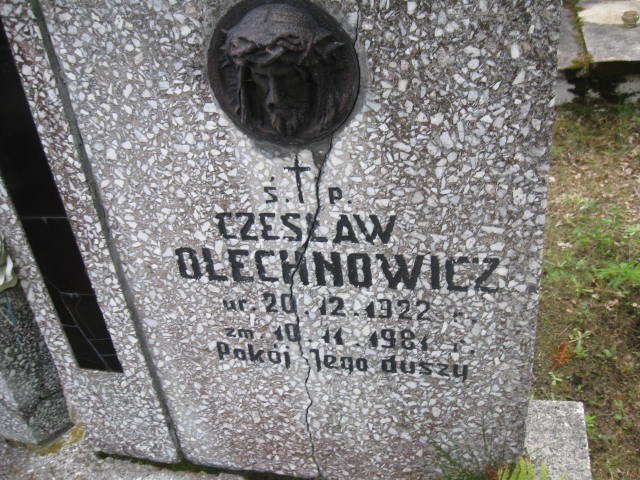 ś. † p.
CZESŁAW
OLECHNOWICZ
ur. 20.12.1922 r.
zm. 10.11.1981 r.
Pokój Jego duszy